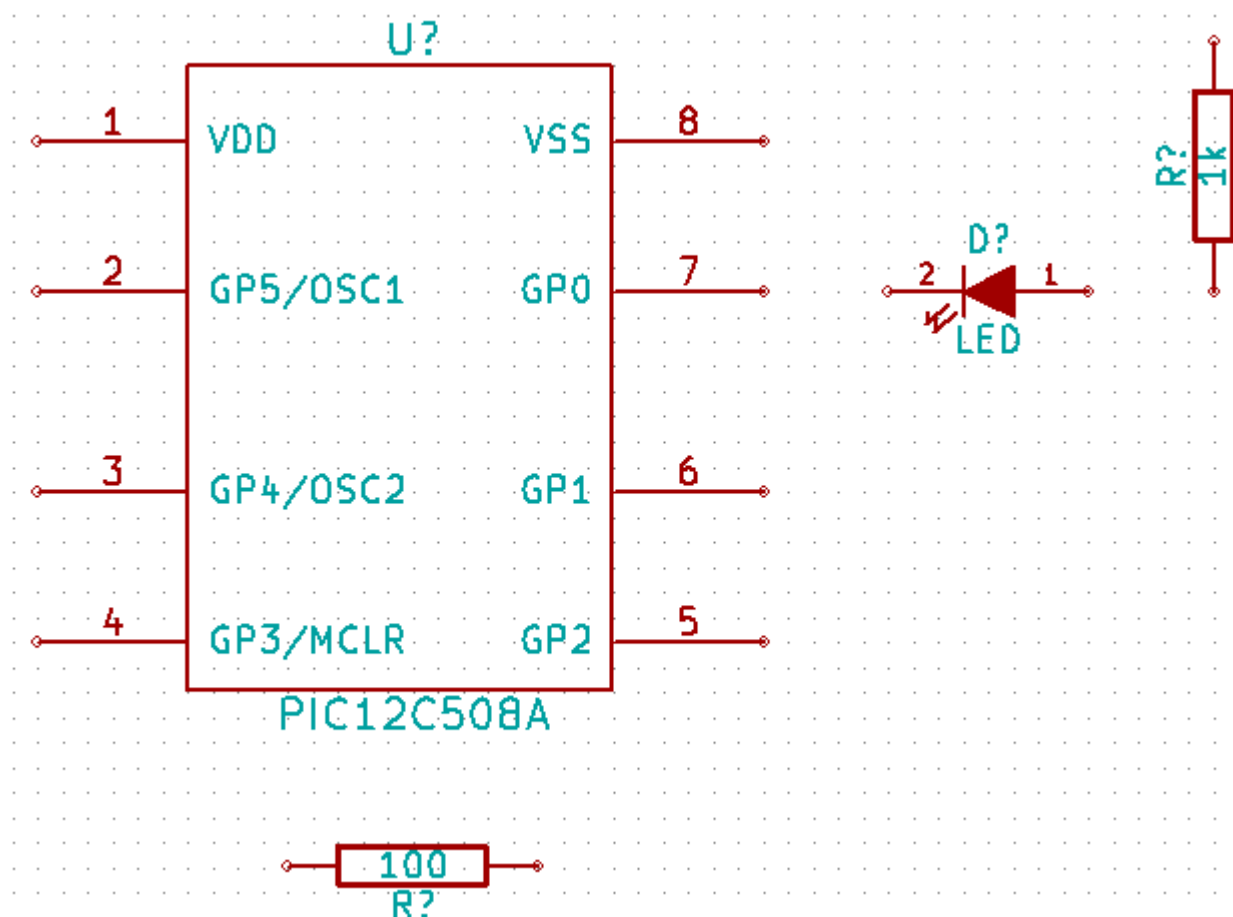 U?
1 VDD VSS 8
R? 1k
D?
2 GP5/OSC1 GP0 7
2 1
LED
3 GP4/OSC2 GP1 6
4 GP3/MCLR GP2 5
PIC12C508A
100
R?